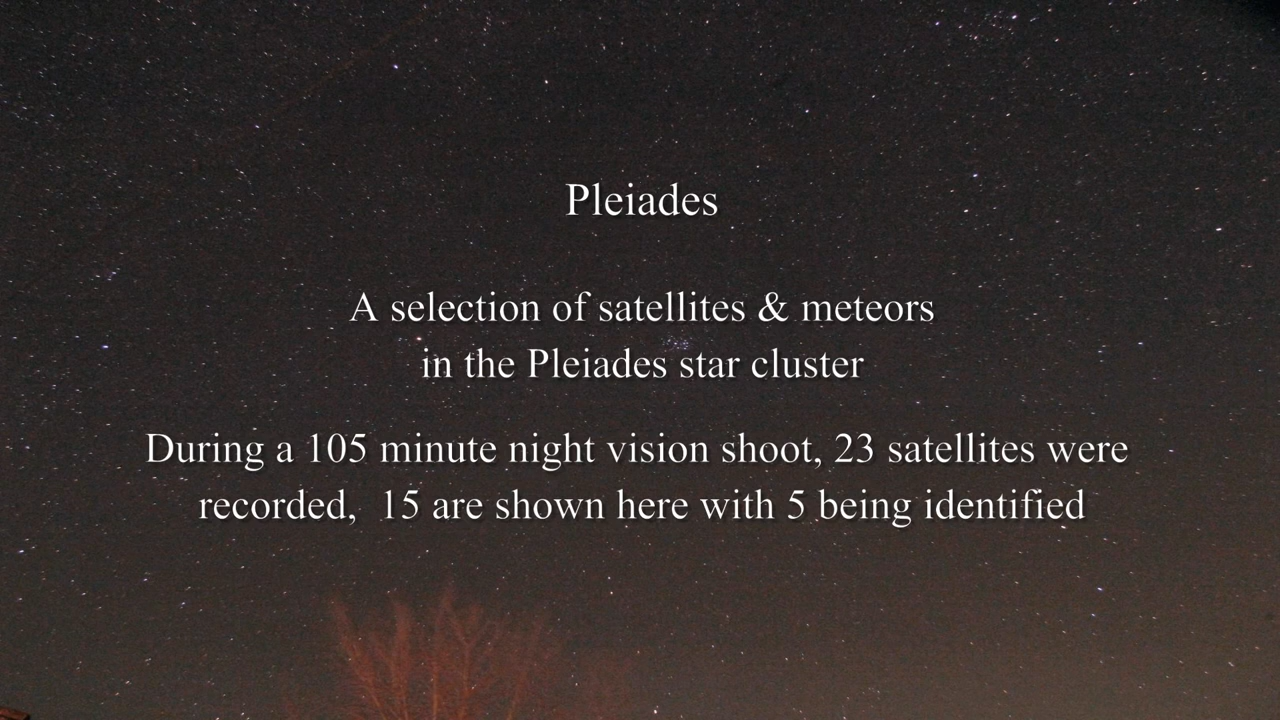 Pleiades
A selection of satellites & meteors
in the Pleiades star cluster
During a 105 minute night vision shoot, 23 satellites were
recorded,  15 are shown here with 5 being identified